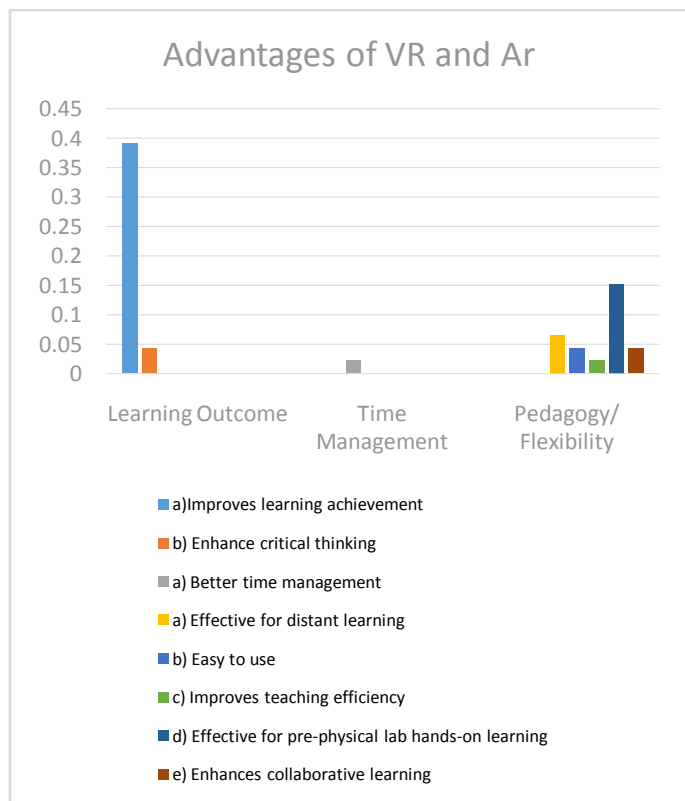 Advantages of VR and Ar
0.45
0.4
0.35
0.3
0.25
0.2
0.15
0.1
0.05
0
Learning Outcome
Time
Management
Pedagogy/
Flexibility
a)Improves learning achievement
b) Enhance critical thinking
a) Better time management
a) Effective for distant learning
b) Easy to use
c) Improves teaching efficiency
d) Effective for pre-physical lab hands-on learning
e) Enhances collaborative learning